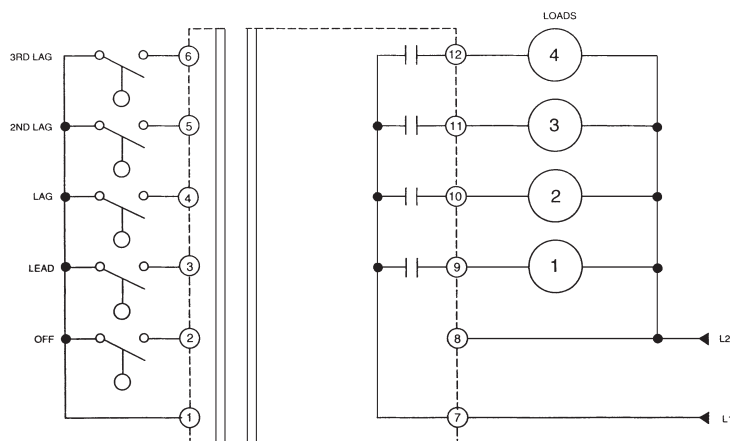 LOADS
3RD LAG 6 12 4
2ND LAG 5 11 3
LAG 4 10 2
LEAD 3 9 1
OFF 2 8 L2
1 7 L1